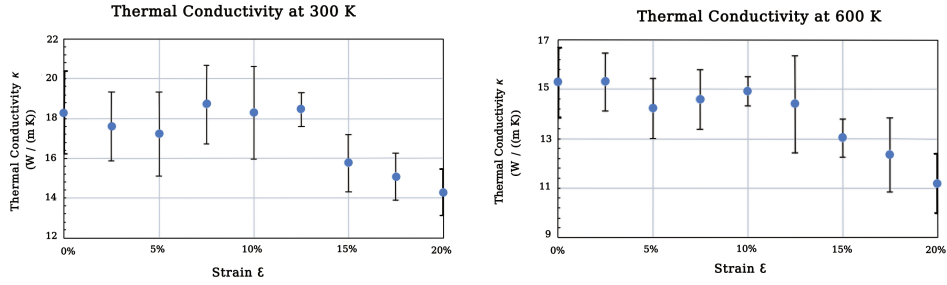 Thermal Conductivity at 300 K
Thermal Conductivity κ
(W / (m K))
22
20
18
16
14
12
0%
5%
10%
15%
20%
Strain Ɛ
Thermal Conductivity at 600 K
Thermal Conductivity κ
(W / ((m K))
17
15
13
11
9
0%
5%
10%
15%
20%
Strain Ɛ